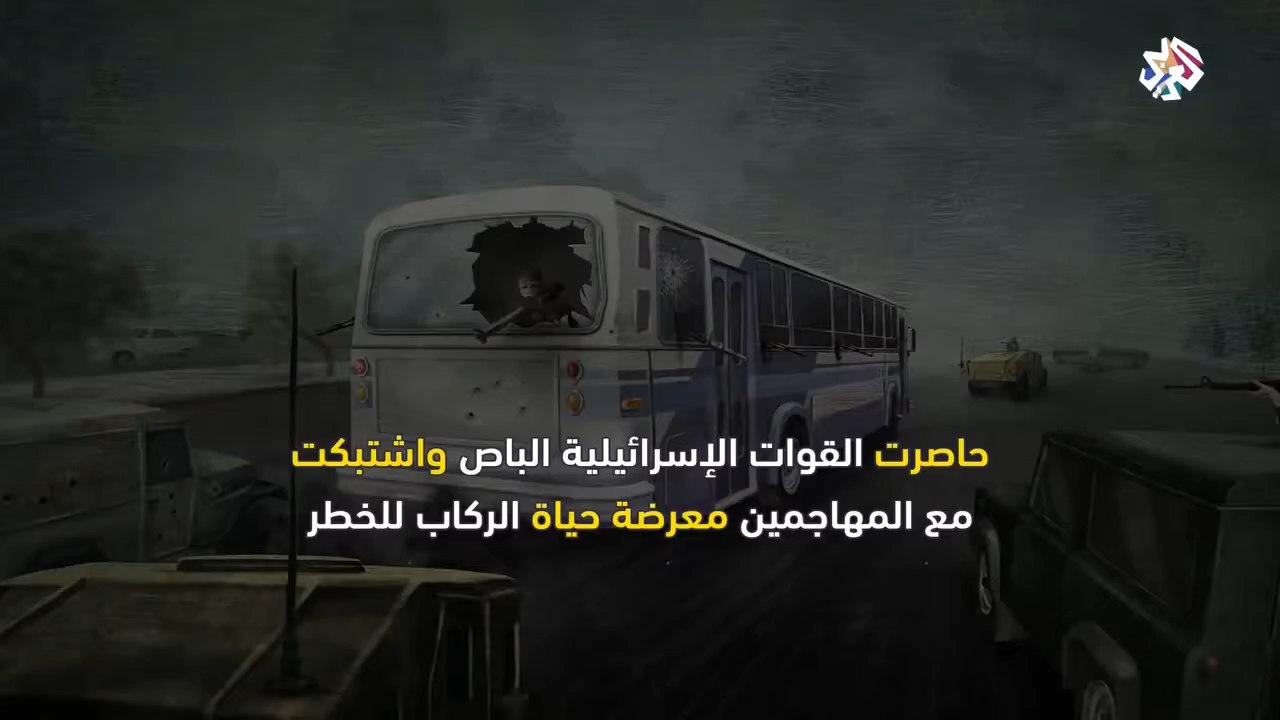 حاصرت القوات الإسرائيلية الباص واشتبكت
مع المهاجمين معرضة حياة الركاب للخطر